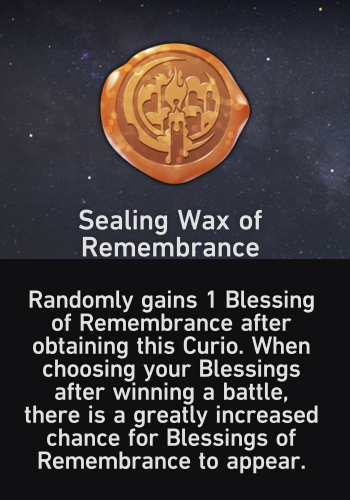 Sealing Wax of
Remembrance
Randomly gains 1 Blessing
of Remembrance after
obtaining this Curio. When
choosing your Blessings
after winning a battle,
there is a greatly increased
chance for Blessings of
Remembrance to appear.